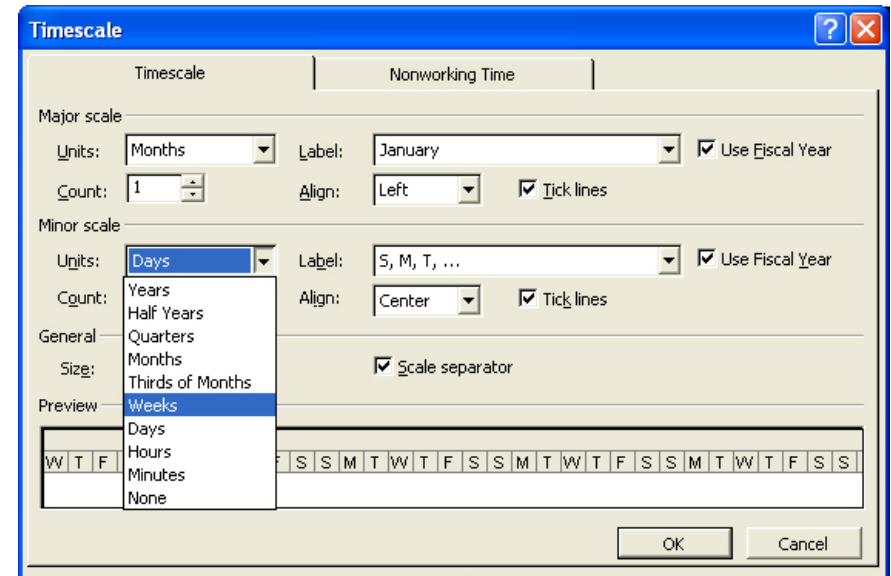 Timescale
Timescale Nonworking Time
Major scale
Units: Months Label: January Use Fiscal Year
Count: 1 Align: Left Tick lines
Minor scale
Units: Days Label: S, M, T, ... Use Fiscal Year
Count: Align: Center Tick lines
Years
Half Years
Quarters
Months
Thirds of Months
Weeks
Days
Hours
Minutes
None
General
Size: Scale separator
Preview
W T F F S S M T W T F S S M T W T F S S M T W T F S S
OK Cancel